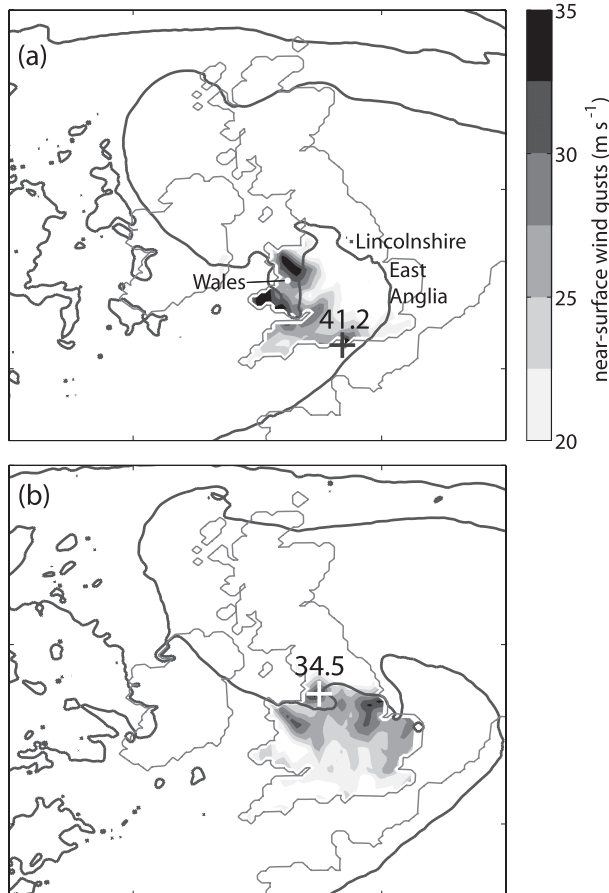 (a)
Lincolnshire
Wales
East
Anglia
41.2
35
30
25
20
near-surface wind gusts (m s -1)
(b)
34.5